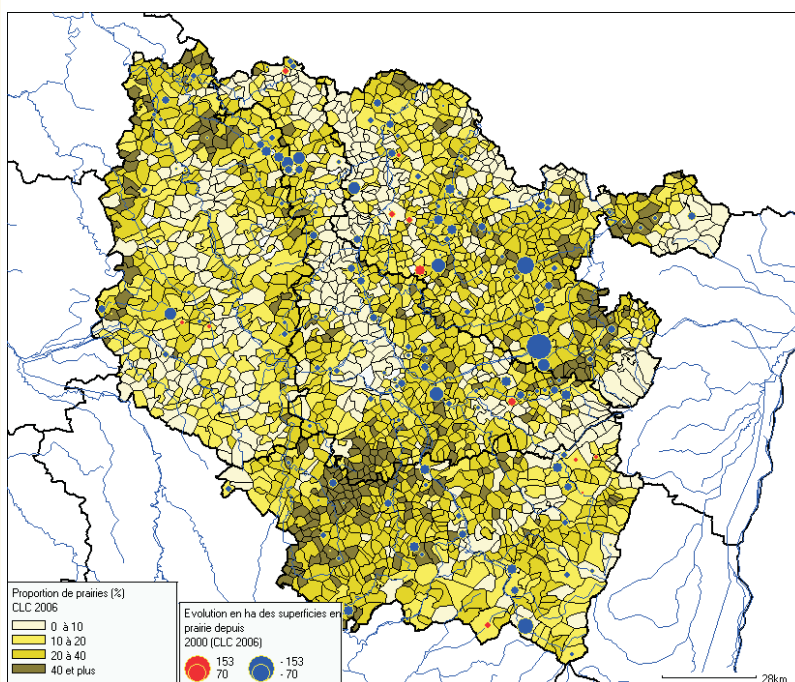 Proportion de prairies (%)
CLC 2006
0 à 10
10 à 20
20 à 40
40 et plus
Evolution en ha des superficies en
prairie depuis
2000 (CLC 2006)
153
70
- 153
- 70
28km